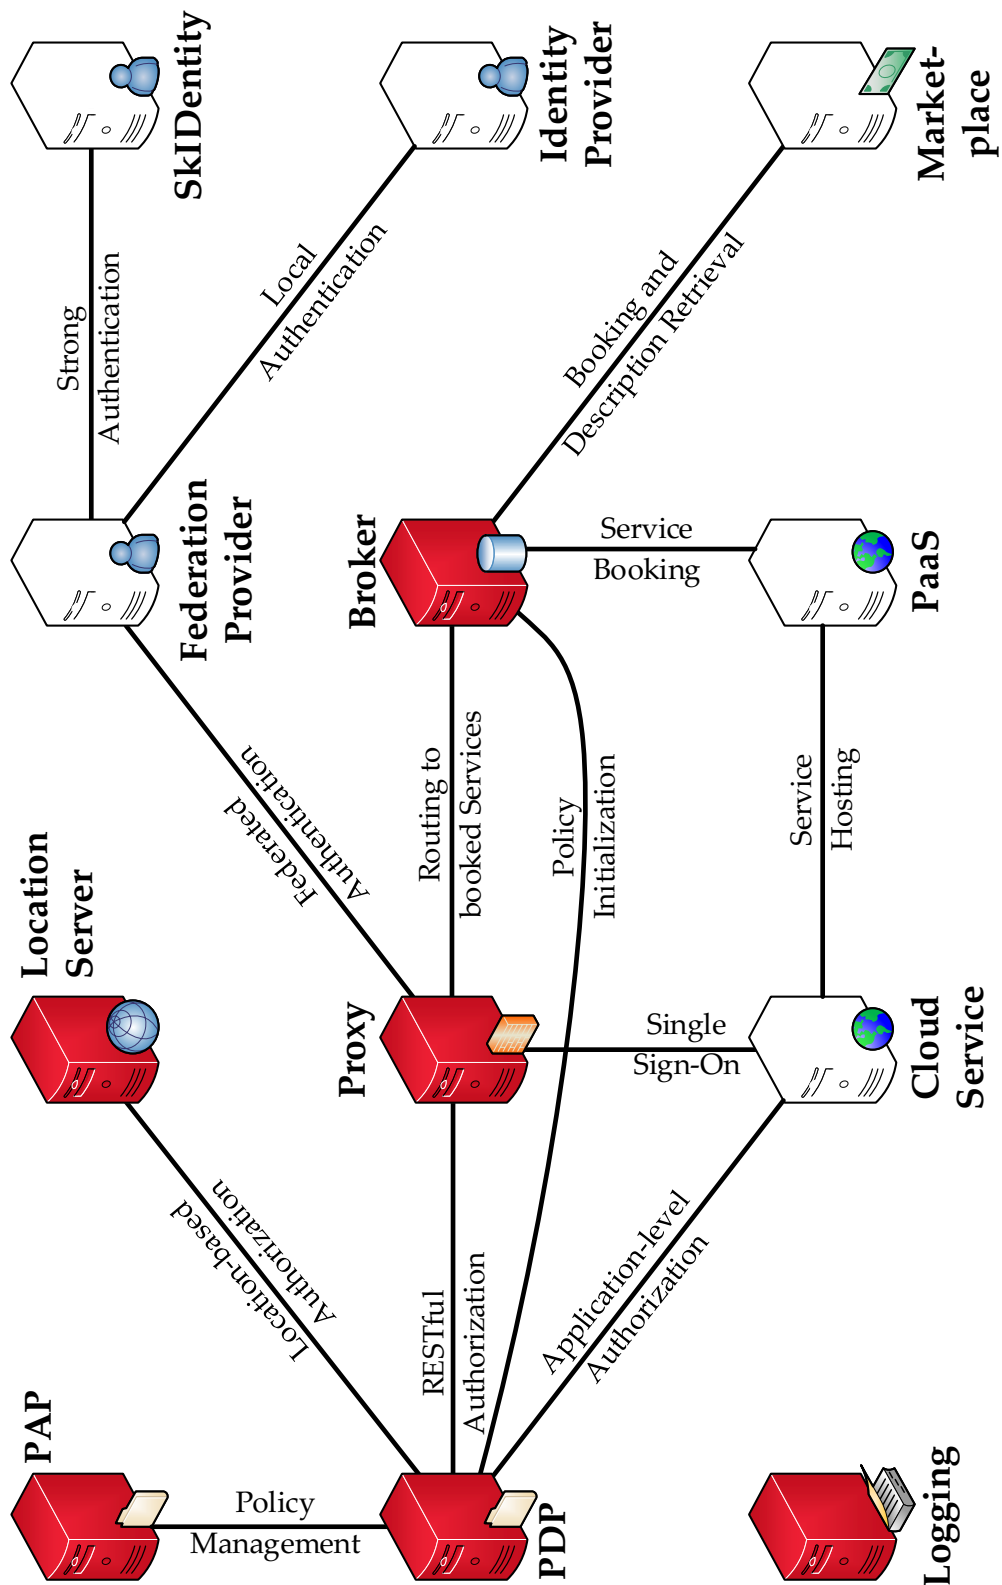 PAP
Location
Server
Federation
Provider
SkIDentity
Strong
Authentication
Local
Authentication
Federated
Authentication
Location-based
Authorization
Policy
Management
PDP
RESTful
Authorization
Proxy
Routing to
booked Services
Broker
Identity
Provider
Policy
Initialization
Booking and
Description Retrieval
Application-level
Authorization
Single
Sign-On
Service
Booking
Logging
Cloud
Service
Service
Hosting
PaaS
Market-
place